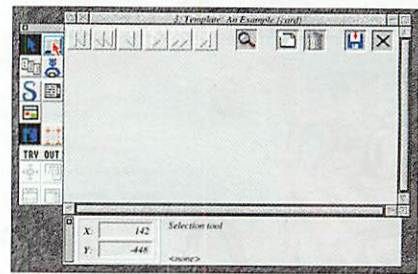 3. Template: An Example (card)
S
TRY OUT
X: 142
Y: -448
Selection tool
<none>